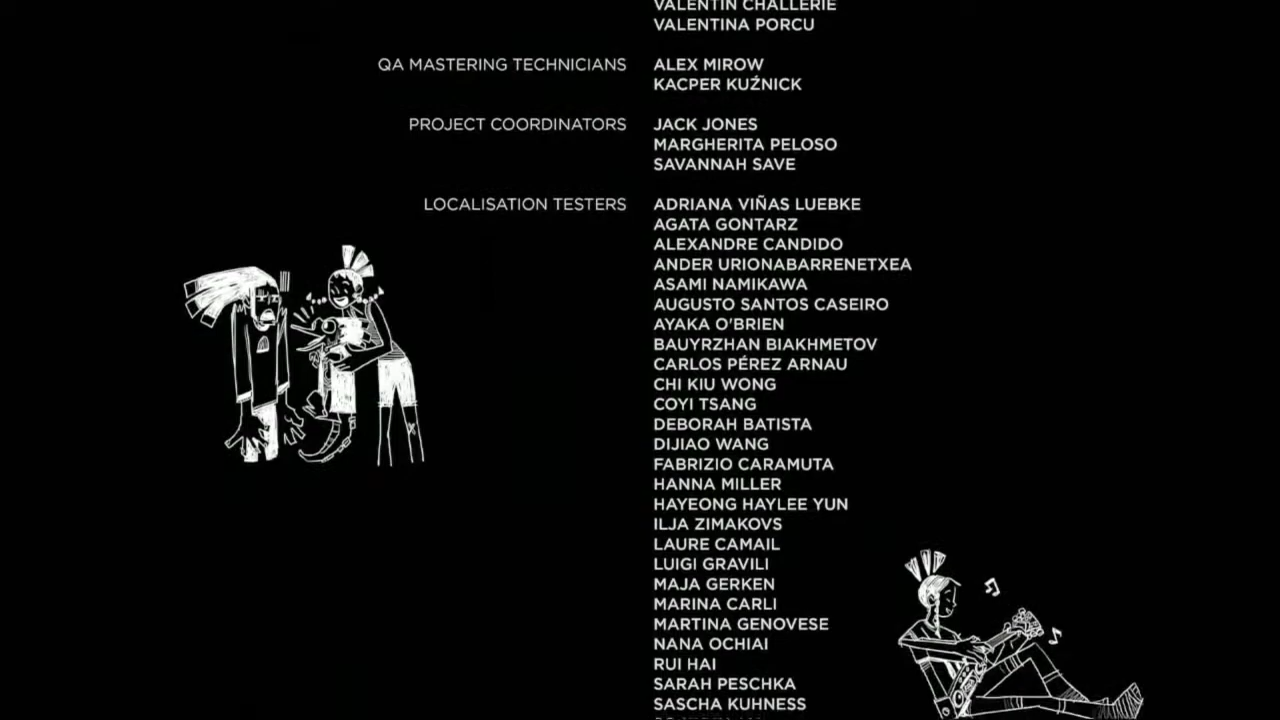 VALENTIN CHALLERIE
VALENTINA PORCU
QA MASTERING TECHNICIANS ALEX MIROW
KACPER KUŹNICK
PROJECT COORDINATORS JACK JONES
MARGHERITA PELOSO
SAVANNAH SAVE
LOCALISATION TESTERS ADRIANA VIÑAS LUEBKE
AGATA GONTARZ
ALEXANDRE CANDIDO
ANDER URIONABARRENETXEA
ASAMI NAMIKAWA
AUGUSTO SANTOS CASEIRO
AYAKA O'BRIEN
BAUYRZHAN BIAKHMETOV
CARLOS PÉREZ ARNAU
CHI KIU WONG
COYI TSANG
DEBORAH BATISTA
DIJIAO WANG
FABRIZIO CARAMUTA
HANNA MILLER
HAYEONG HAYLEE YUN
ILJA ZIMAKOVS
LAURE CAMAIL
LUIGI GRAVILI
MAJA GERKEN
MARINA CARLI
MARTINA GENOVESE
NANA OCHIAI
RUI HAI
SARAH PESCHKA
SASCHA KUHNESS